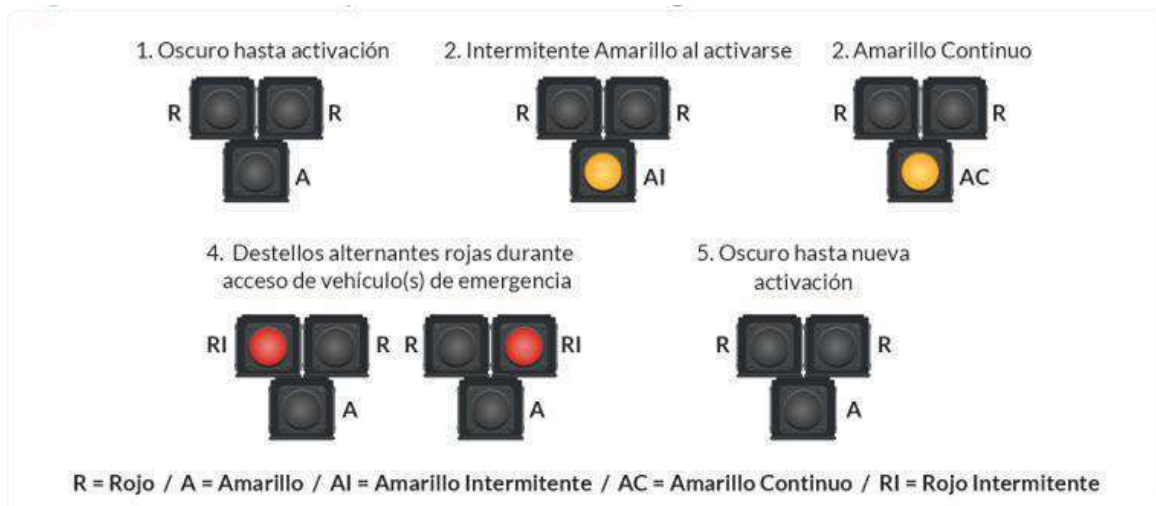 1. Oscuro hasta activación
2. Intermitente Amarillo al activarse
2. Amarillo Continuo
R R
A
R R
AI
R R
AC
4. Destellos alternantes rojas durante
acceso de vehículo(s) de emergencia
5. Oscuro hasta nueva
activación
RI R
A
R RI
A
R R
A
R = Rojo / A = Amarillo / AI = Amarillo Intermitente / AC = Amarillo Continuo / RI = Rojo Intermitente